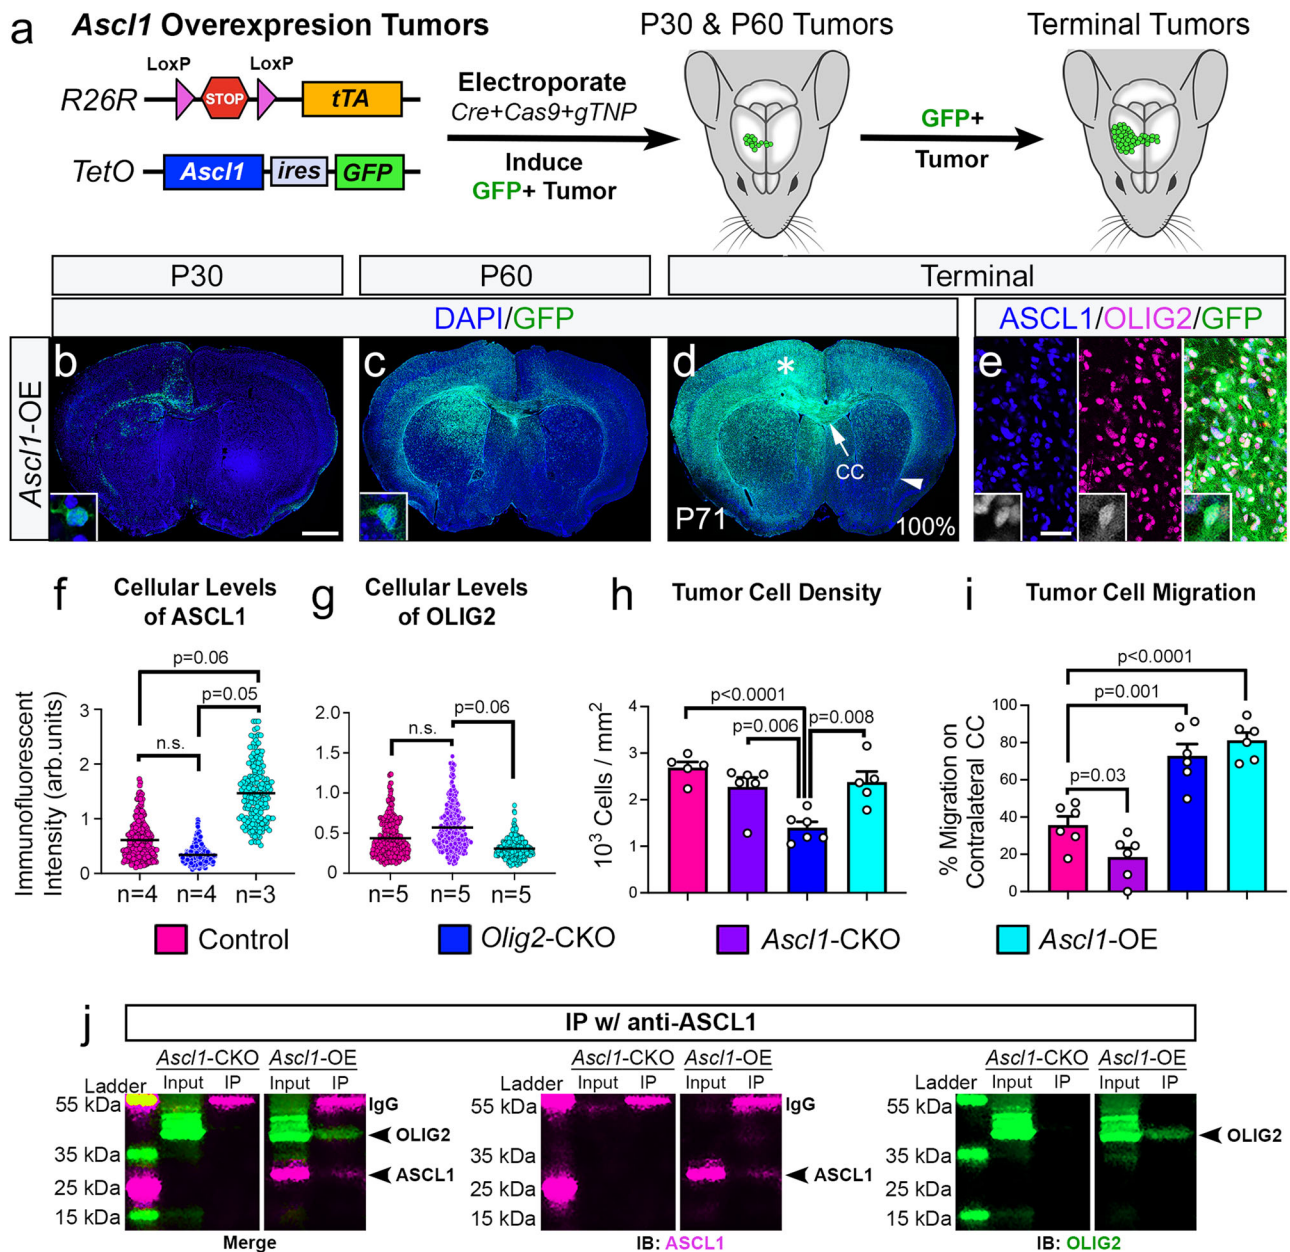 a
Ascl1 Overexpresion Tumors
P30 & P60 Tumors
Terminal Tumors
LoxP
LoxP
R26R
STOP
tTA
Electroporate
Cre+Cas9+gTNP
Induce
GFP+ Tumor
GFP+
Tumor
TetO
Ascl1
ires
GFP
P30
P60
Terminal
DAPI/GFP
ASCL1/OLIG2/GFP
Ascl1-OE
b
c
d
*
CC
P71
100%
e
f
Cellular Levels
of ASCL1
g
Cellular Levels
of OLIG2
h
Tumor Cell Density
i
Tumor Cell Migration
Immunofluorescent
Intensity (arb.units)
3
2
1
0
p=0.06
p=0.05
n.s.
n=4
n=4
n=3
2.0
1.5
1.0
0.5
0
n.s.
p=0.06
n=5
n=5
n=5
10³ Cells / mm²
4
3
2
1
0
p<0.0001
p=0.006
p=0.008
% Migration on
Contralateral CC
100
80
60
40
20
0
p<0.0001
p=0.001
p=0.03
Control
Olig2-CKO
Ascl1-CKO
Ascl1-OE
j
IP w/ anti-ASCL1
Ascl1-CKO
Ascl1-OE
Ladder
Input
IP
Input
IP
55 kDa
35 kDa
25 kDa
15 kDa
IgG
OLIG2
ASCL1
Merge
Ascl1-CKO
Ascl1-OE
Ladder
Input
IP
Input
IP
55 kDa
35 kDa
25 kDa
15 kDa
IgG
ASCL1
IB: ASCL1
Ascl1-CKO
Ascl1-OE
Ladder
Input
IP
Input
IP
55 kDa
35 kDa
25 kDa
15 kDa
OLIG2
IB: OLIG2